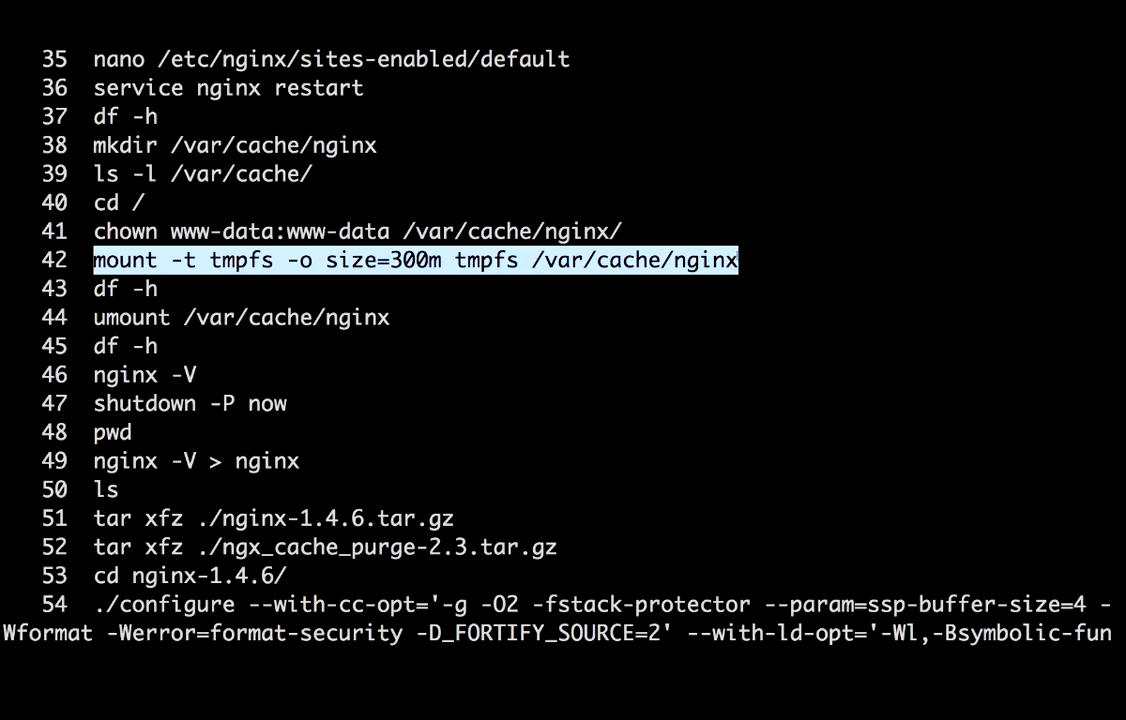 35 nano /etc/nginx/sites-enabled/default
36 service nginx restart
37 df -h
38 mkdir /var/cache/nginx
39 ls -l /var/cache/
40 cd /
41 chown www-data:www-data /var/cache/nginx/
42 mount -t tmpfs -o size=300m tmpfs /var/cache/nginx
43 df -h
44 umount /var/cache/nginx
45 df -h
46 nginx -V
47 shutdown -P now
48 pwd
49 nginx -V > nginx
50 ls
51 tar xfz ./nginx-1.4.6.tar.gz
52 tar xfz ./ngx_cache_purge-2.3.tar.gz
53 cd nginx-1.4.6/
54 ./configure --with-cc-opt='-g -O2 -fstack-protector --param=ssp-buffer-size=4 -
Wformat -Werror=format-security -D_FORTIFY_SOURCE=2' --with-ld-opt='-Wl,-Bsymbolic-fun